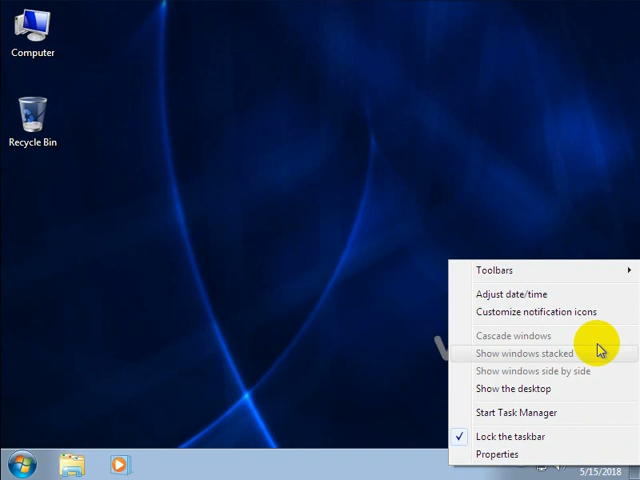 Computer
Recycle Bin
Toolbars
Adjust date/time
Customize notification icons
Cascade windows
Show windows stacked
Show windows side by side
Show the desktop
Start Task Manager
Lock the taskbar
Properties
5/15/2018